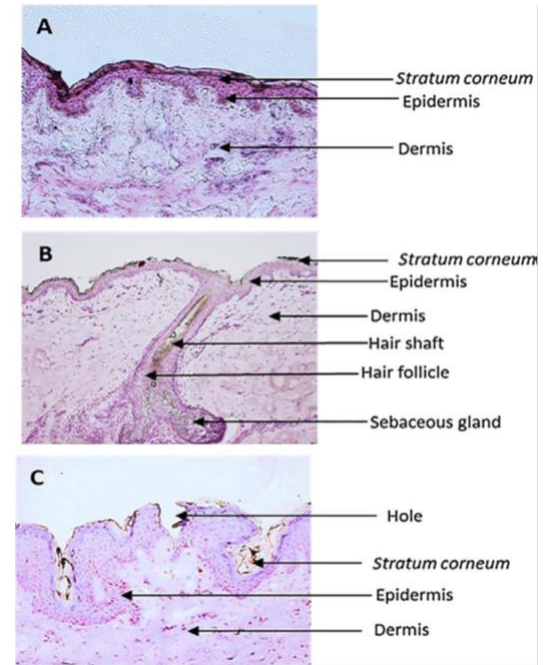 A
Stratum corneum
Epidermis
Dermis
B
Stratum corneum
Epidermis
Dermis
Hair shaft
Hair follicle
Sebaceous gland
C
Hole
Stratum corneum
Epidermis
Dermis